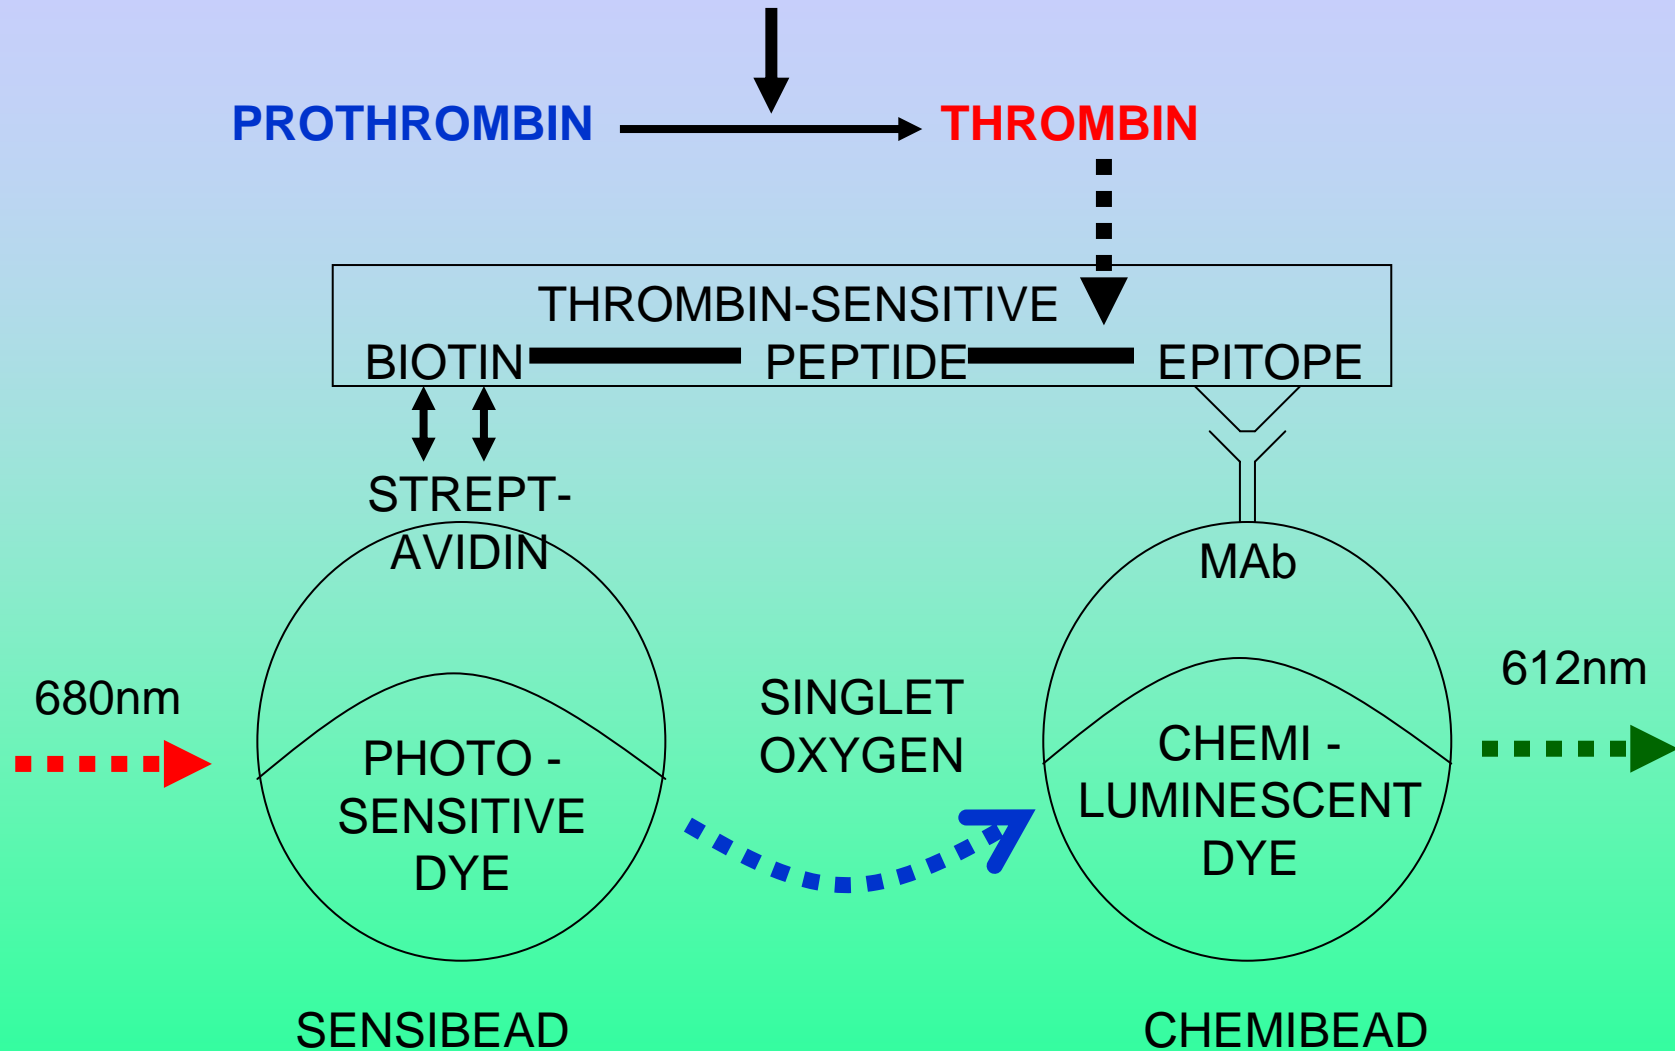 PROTHROMBIN
THROMBIN
THROMBIN-SENSITIVE
BIOTIN
PEPTIDE
EPITOPE
STREPT-
AVIDIN
MAb
680nm
PHOTO -
SENSITIVE
DYE
SINGLET
OXYGEN
CHEMI -
LUMINESCENT
DYE
612nm
SENSIBEAD
CHEMIBEAD